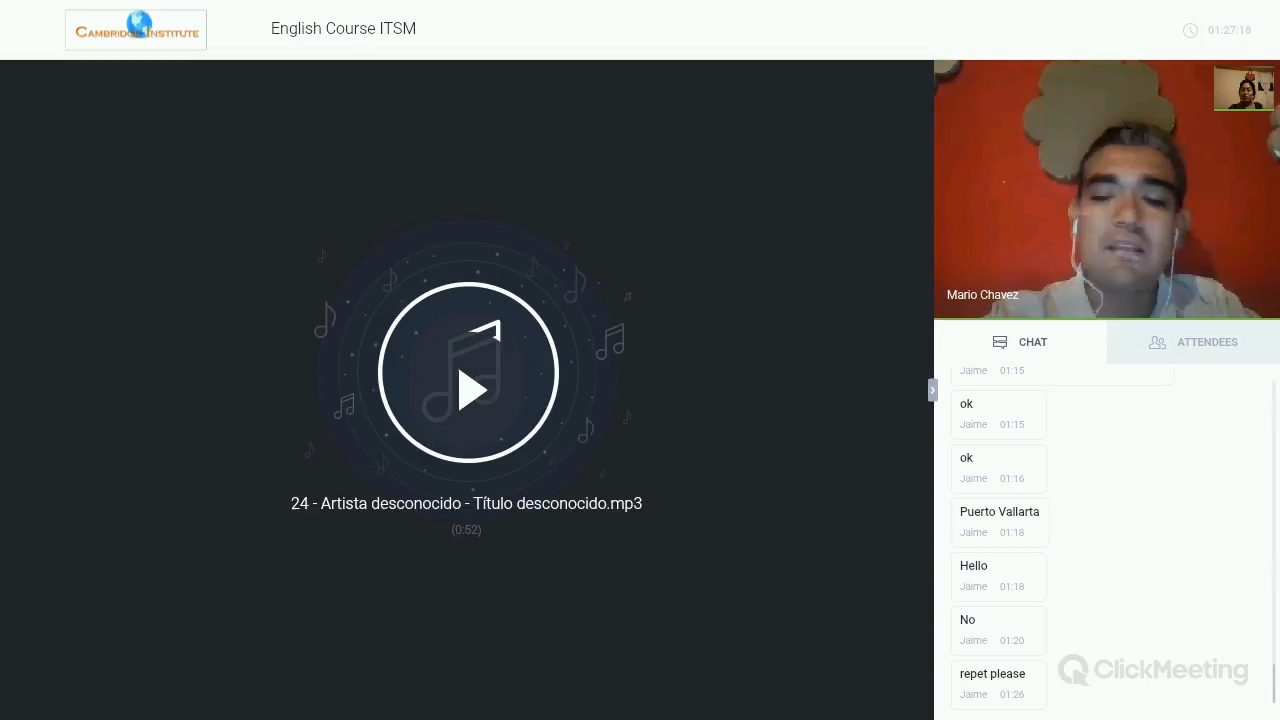 CAMBRIDGE INSTITUTE
English Course ITSM
01:27:18
24 - Artista desconocido - Título desconocido.mp3
(0:52)
Mario Chavez
CHAT
ATTENDEES
Jaime 01:15
ok
Jaime 01:15
ok
Jaime 01:16
Puerto Vallarta
Jaime 01:18
Hello
Jaime 01:18
No
Jaime 01:20
repet please
Jaime 01:26
ClickMeeting